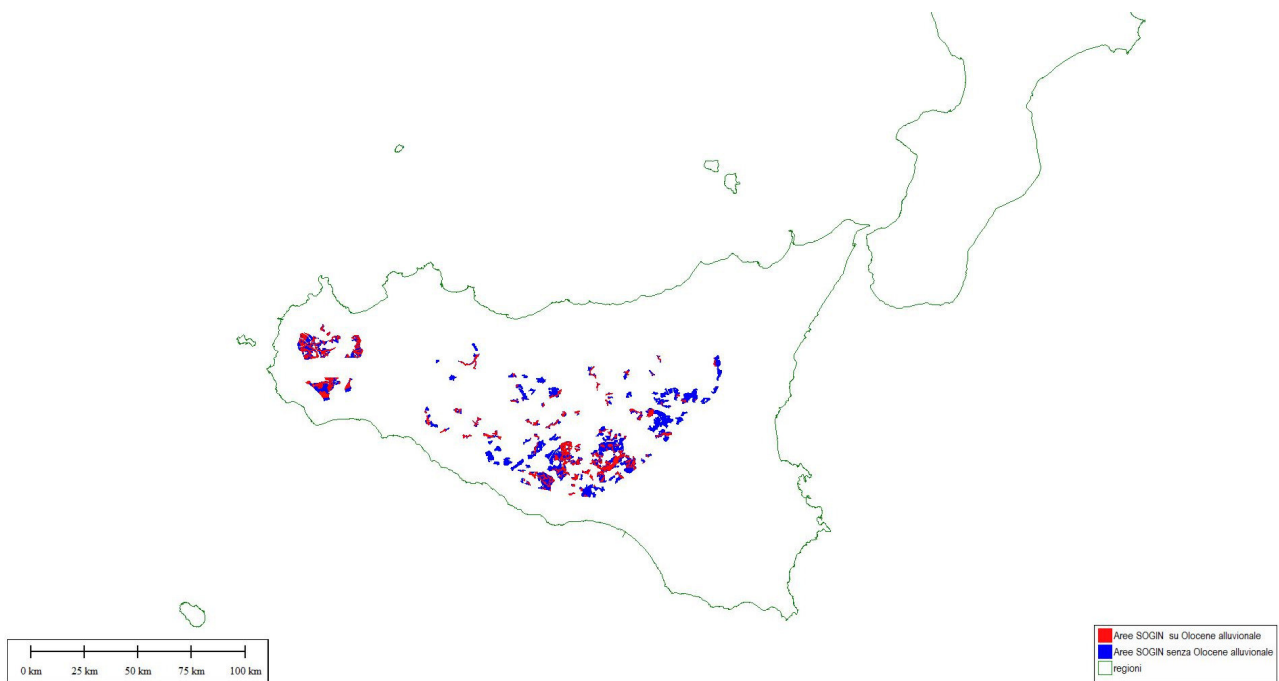 0 km 25 km 50 km 75 km 100 km
Aree SOGIN su Olocene alluvionale
Aree SOGIN senza Olocene alluvionale
regioni